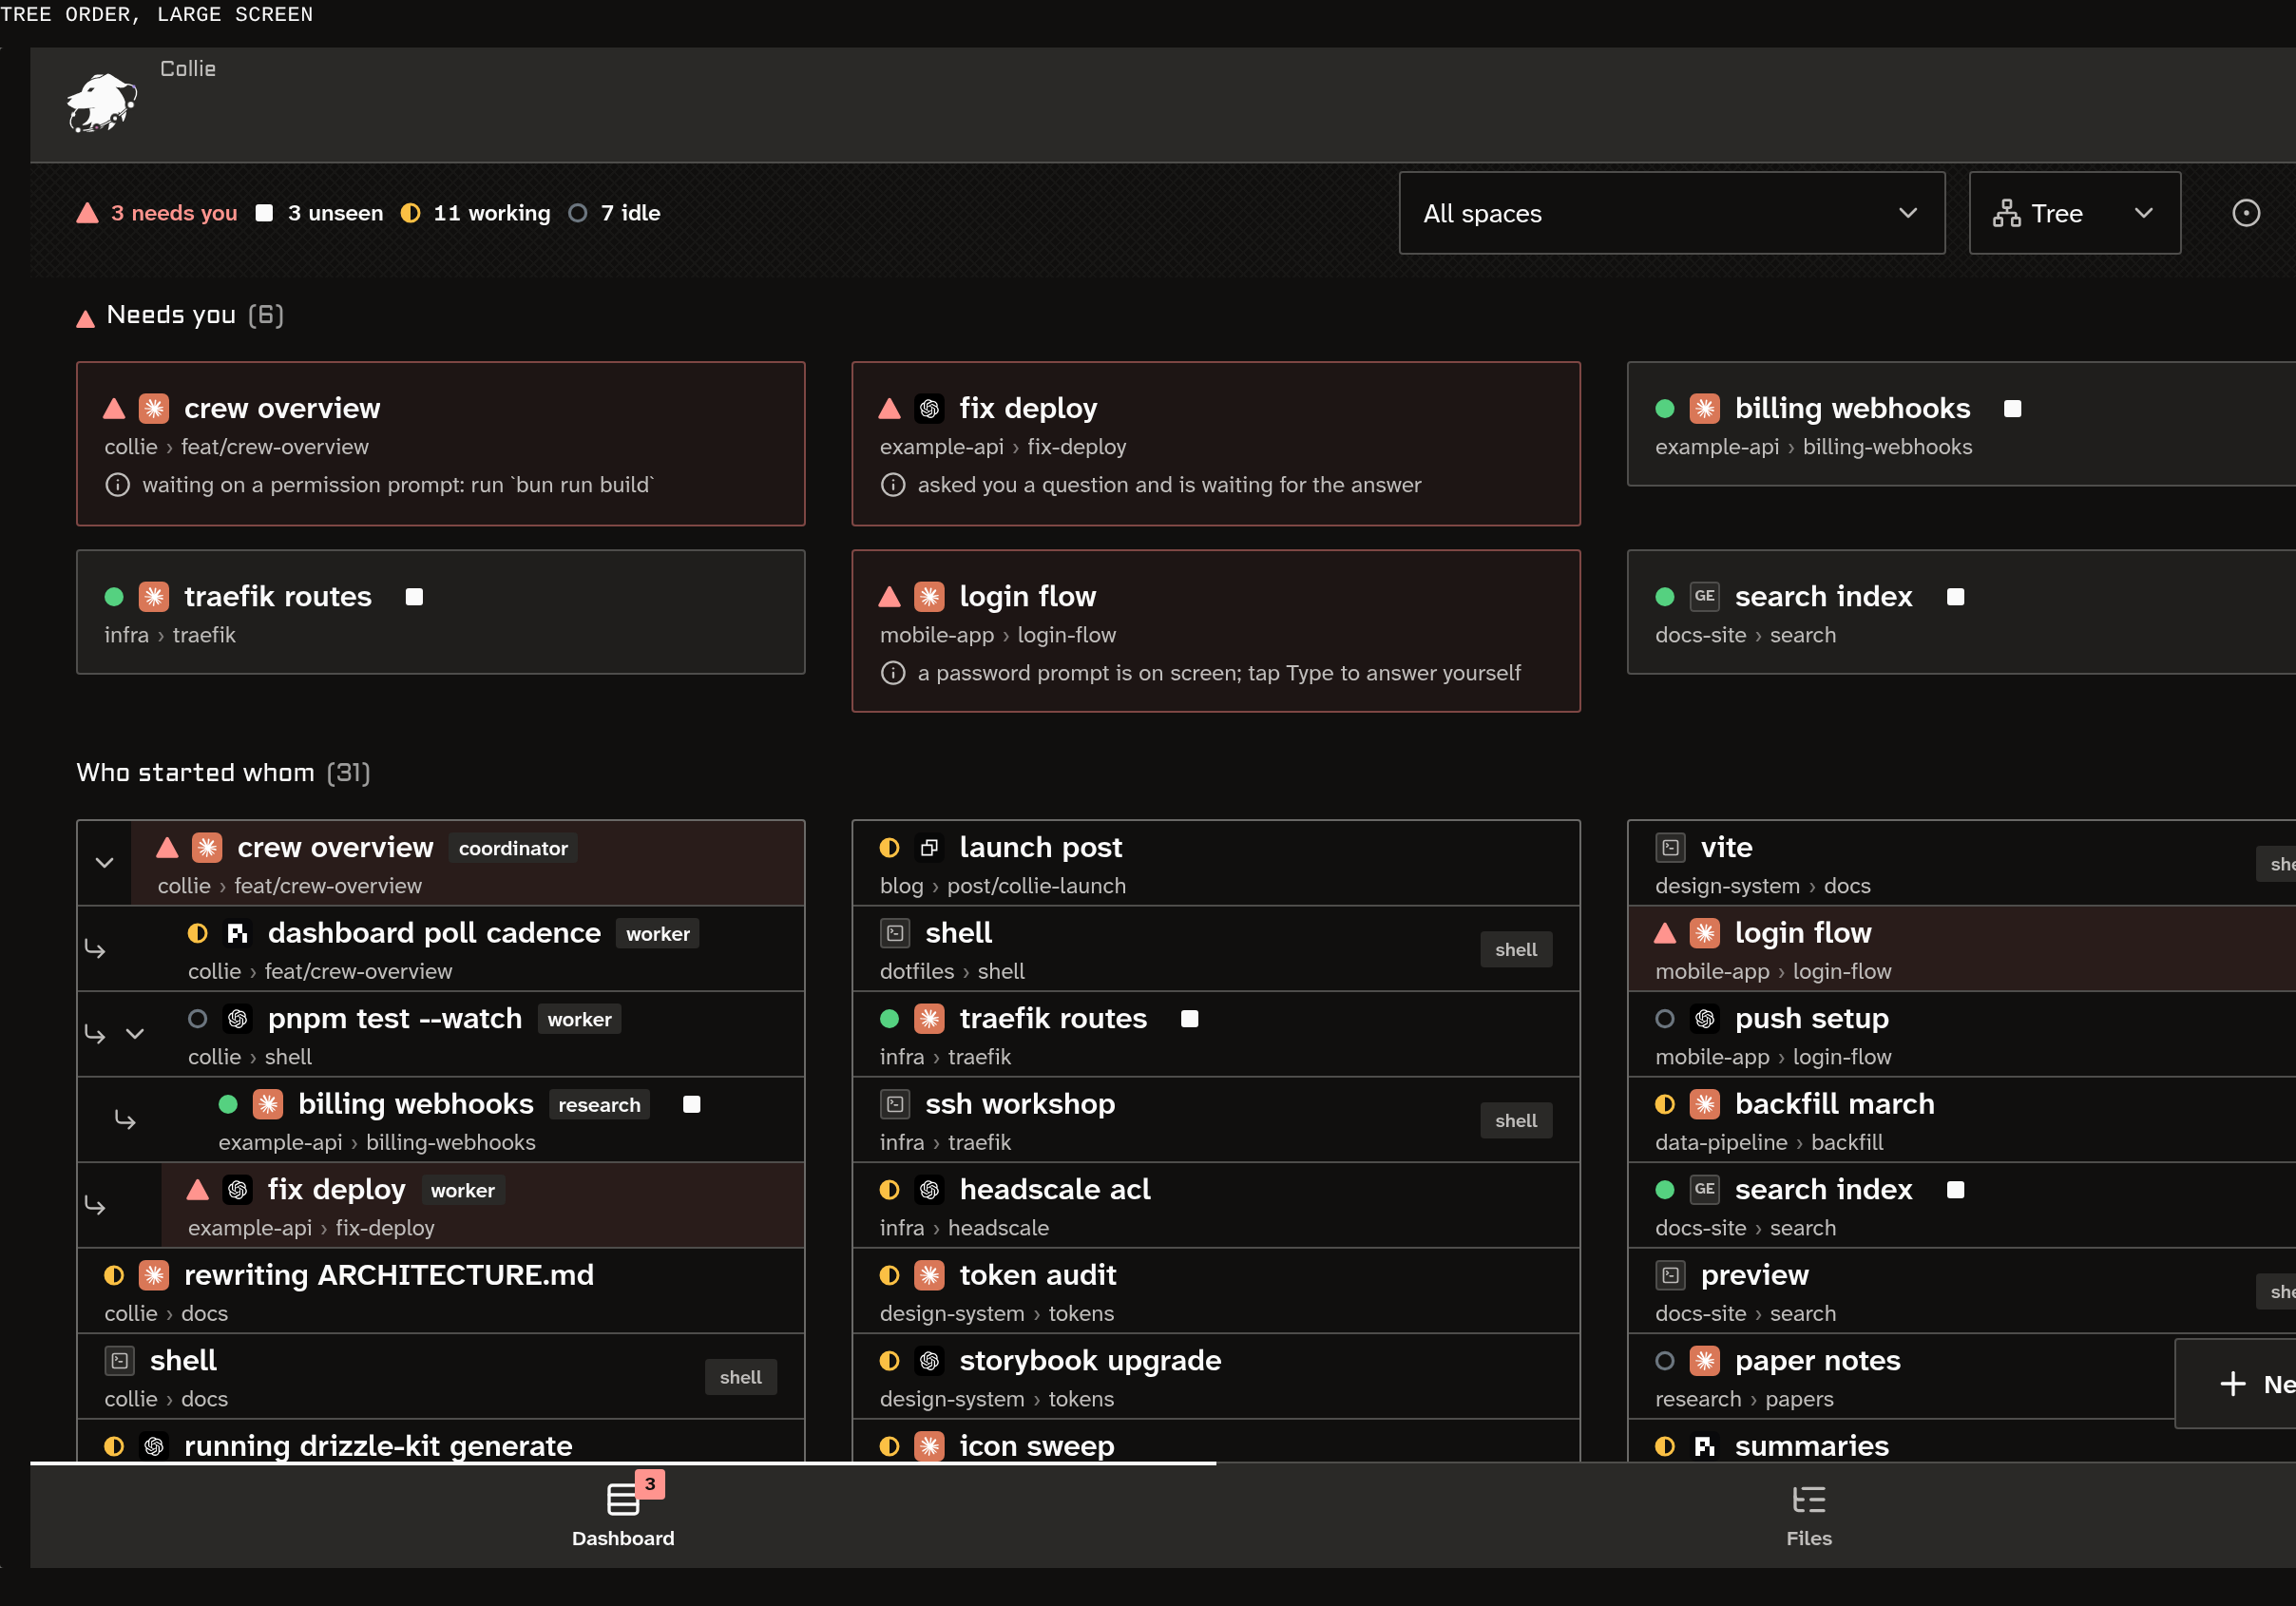 TREE ORDER, LARGE SCREEN
Collie
3 needs you 3 unseen 11 working 7 idle
All spaces
Tree
Needs you (6)
crew overview
collie › feat/crew-overview
waiting on a permission prompt: run `bun run build`
fix deploy
example-api › fix-deploy
asked you a question and is waiting for the answer
billing webhooks
example-api › billing-webhooks
traefik routes
infra › traefik
login flow
mobile-app › login-flow
a password prompt is on screen; tap Type to answer yourself
GE search index
docs-site › search
Who started whom (31)
crew overview coordinator
collie › feat/crew-overview
dashboard poll cadence worker
collie › feat/crew-overview
pnpm test --watch worker
collie › shell
billing webhooks research
example-api › billing-webhooks
fix deploy worker
example-api › fix-deploy
rewriting ARCHITECTURE.md
collie › docs
shell shell
collie › docs
running drizzle-kit generate
launch post
blog › post/collie-launch
shell shell
dotfiles › shell
traefik routes
infra › traefik
ssh workshop shell
infra › traefik
headscale acl
infra › headscale
token audit
design-system › tokens
storybook upgrade
design-system › tokens
icon sweep
vite
design-system › docs
login flow
mobile-app › login-flow
push setup
mobile-app › login-flow
backfill march
data-pipeline › backfill
GE search index
docs-site › search
preview
docs-site › search
paper notes
research › papers
summaries
3
Dashboard
Files